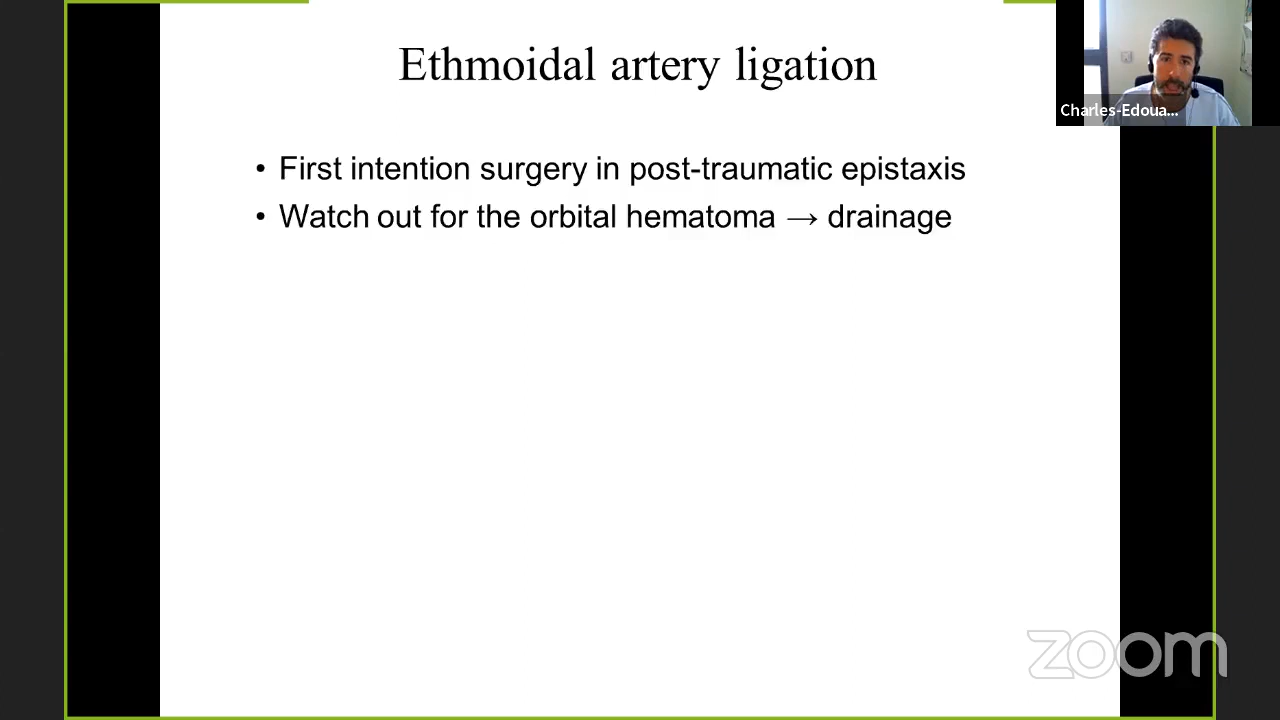 Ethmoidal artery ligation
Charles-Edoua...
• First intention surgery in post-traumatic epistaxis
• Watch out for the orbital hematoma → drainage
zoom